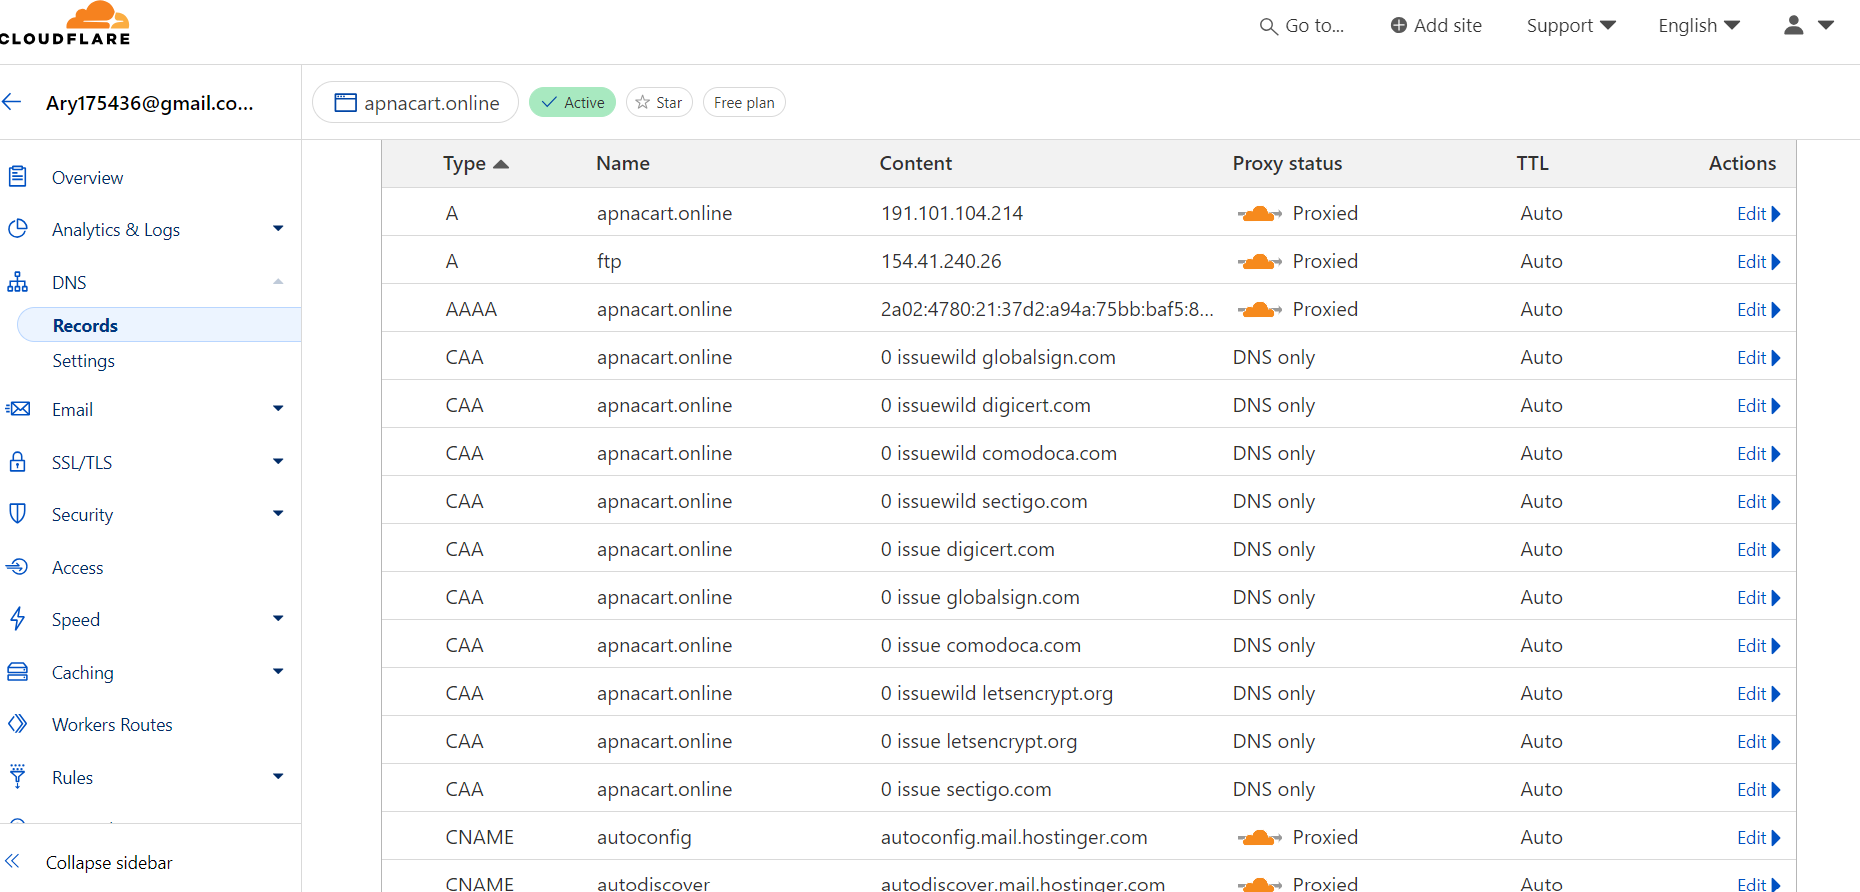 CLOUDFLARE
Go to...
Add site
Support
English
Ary175436@gmail.co...
apnacart.online
Active
Star
Free plan
Overview
Analytics & Logs
DNS
Records
Settings
Email
SSL/TLS
Security
Access
Speed
Caching
Workers Routes
Rules
Collapse sidebar
Type Name Content Proxy status TTL Actions
A apnacart.online 191.101.104.214 Proxied Auto Edit
A ftp 154.41.240.26 Proxied Auto Edit
AAAA apnacart.online 2a02:4780:21:37d2:a94a:75bb:baf5:8... Proxied Auto Edit
CAA apnacart.online 0 issuewild globalsign.com DNS only Auto Edit
CAA apnacart.online 0 issuewild digicert.com DNS only Auto Edit
CAA apnacart.online 0 issuewild comodoca.com DNS only Auto Edit
CAA apnacart.online 0 issuewild sectigo.com DNS only Auto Edit
CAA apnacart.online 0 issue digicert.com DNS only Auto Edit
CAA apnacart.online 0 issue globalsign.com DNS only Auto Edit
CAA apnacart.online 0 issue comodoca.com DNS only Auto Edit
CAA apnacart.online 0 issuewild letsencrypt.org DNS only Auto Edit
CAA apnacart.online 0 issue letsencrypt.org DNS only Auto Edit
CAA apnacart.online 0 issue sectigo.com DNS only Auto Edit
CNAME autoconfig autoconfig.mail.hostinger.com Proxied Auto Edit
CNAME autodiscover autodiscover.mail.hostinger.com Proxied Auto Edit